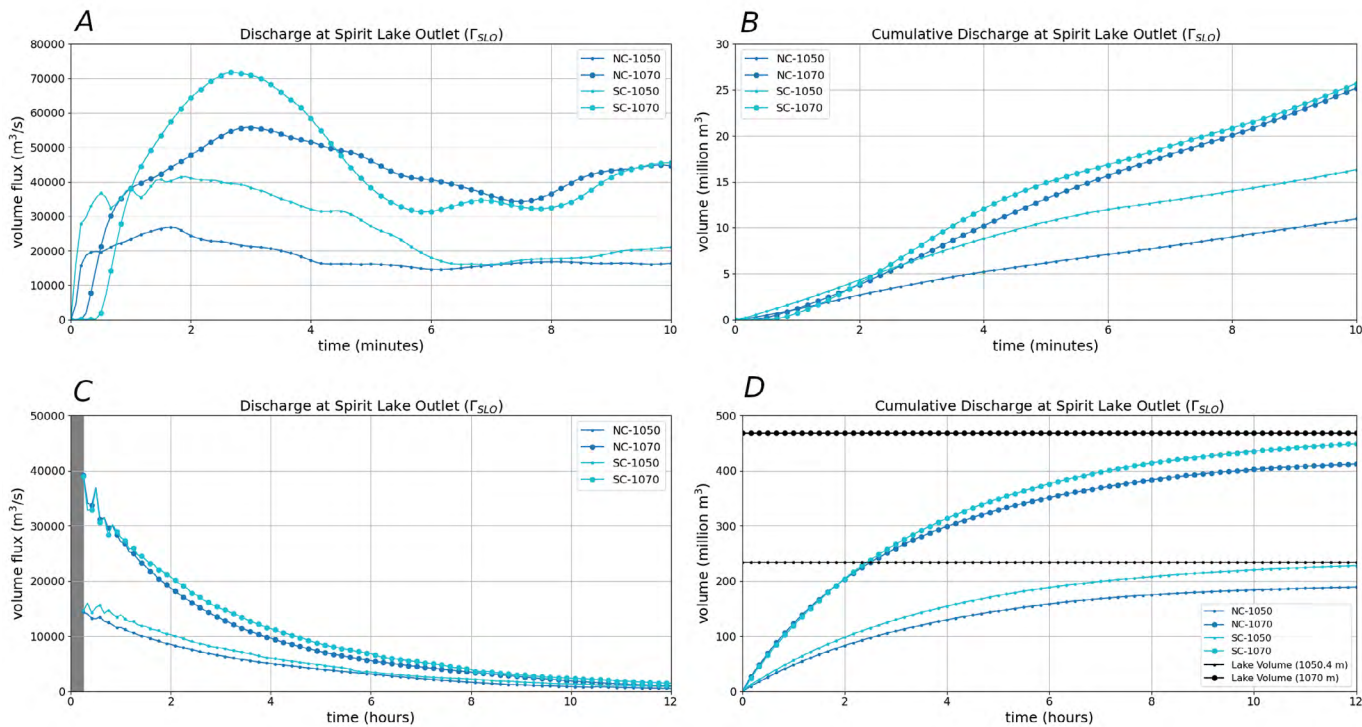 A
Discharge at Spirit Lake Outlet (Γ_SLO)
80000
70000
60000
50000
40000
30000
20000
10000
0
volume flux (m³/s)
NC-1050
NC-1070
SC-1050
SC-1070
0 2 4 6 8 10
time (minutes)
B
Cumulative Discharge at Spirit Lake Outlet (Γ_SLO)
30
25
20
15
10
5
0
volume (million m³)
NC-1050
NC-1070
SC-1050
SC-1070
0 2 4 6 8 10
time (minutes)
C
Discharge at Spirit Lake Outlet (Γ_SLO)
50000
40000
30000
20000
10000
0
volume flux (m³/s)
NC-1050
NC-1070
SC-1050
SC-1070
0 2 4 6 8 10 12
time (hours)
D
Cumulative Discharge at Spirit Lake Outlet (Γ_SLO)
500
400
300
200
100
0
volume (million m³)
NC-1050
NC-1070
SC-1050
SC-1070
Lake Volume (1050.4 m)
Lake Volume (1070 m)
0 2 4 6 8 10 12
time (hours)